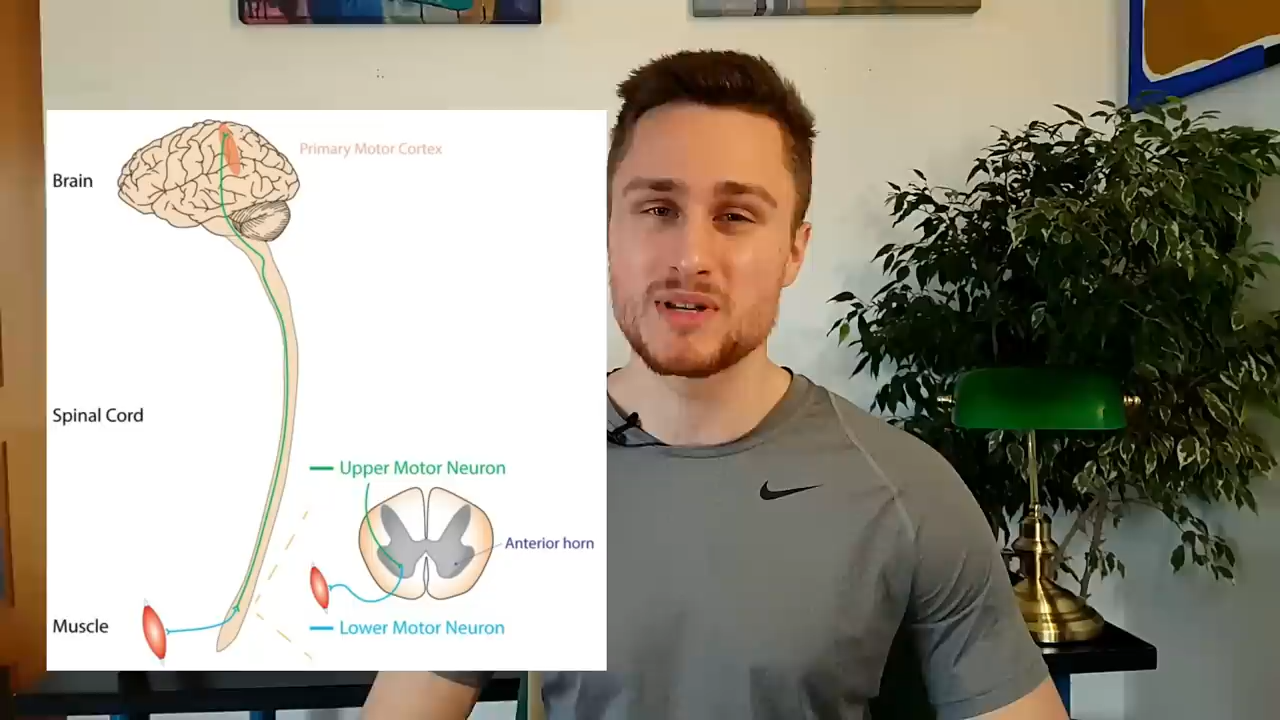 Primary Motor Cortex
Brain
Spinal Cord
Upper Motor Neuron
Anterior horn
Muscle
Lower Motor Neuron